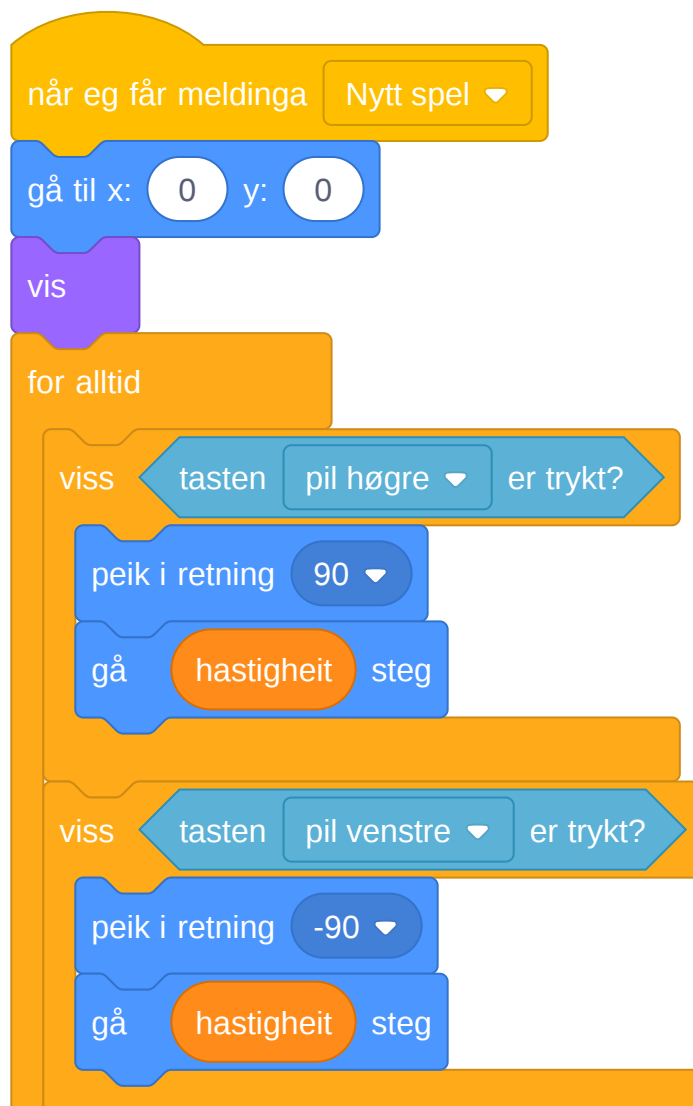 når eg får meldinga Nytt spel
gå til x: 0 y: 0
vis
for alltid
viss tasten pil høgre er trykt?
peik i retning 90
gå hastigheit steg
viss tasten pil venstre er trykt?
peik i retning -90
gå hastigheit steg